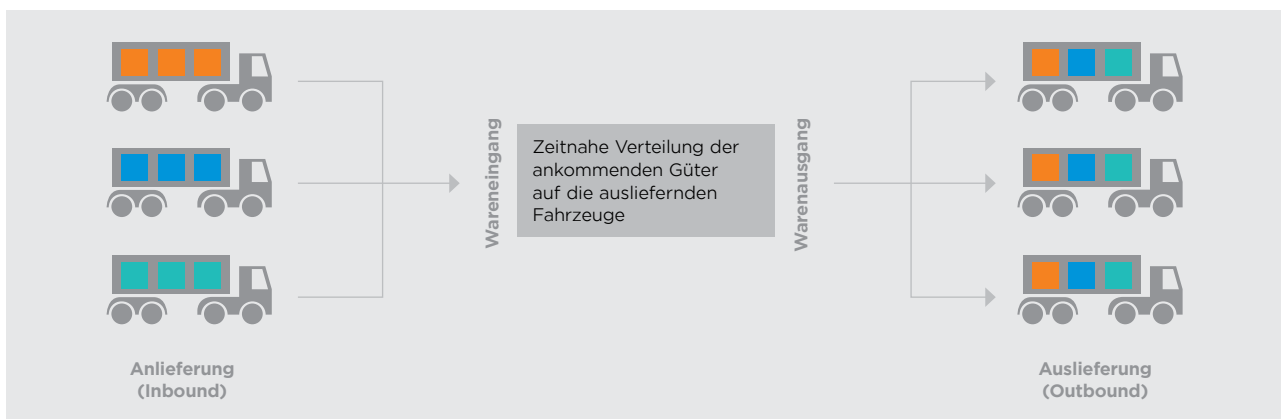 Wareneingang
Zeitnahe Verteilung der
ankommenden Güter
auf die ausliefernden
Fahrzeuge
Warenausgang
Anlieferung
(Inbound)
Auslieferung
(Outbound)